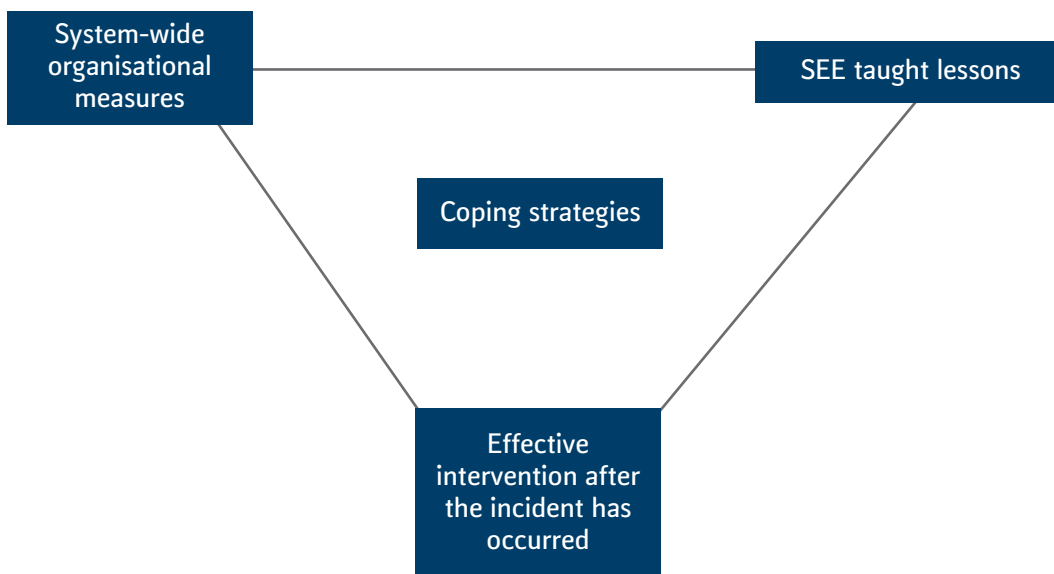 System-wide
organisational
measures
SEE taught lessons
Coping strategies
Effective
intervention after
the incident has
occurred